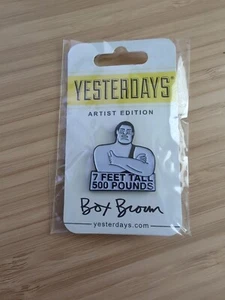 YESTERDAYS
ARTIST EDITION
7 FEET TALL
500 POUNDS
Box Brown
yesterdays.com